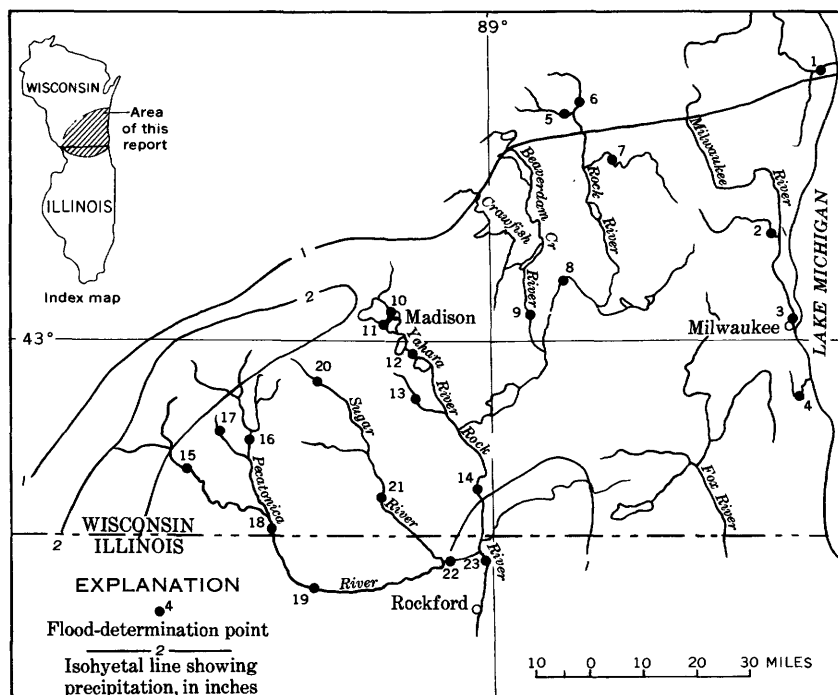 89°
WISCONSIN
Area
of this
report
ILLINOIS
Index map
1
6
5
7
Milwaukee
River
Beaverdam
Cr
Rock
River
Crawfish
River
1
2
2
8
9
3
Milwaukee
LAKE MICHIGAN
10
Madison
11
43°
12
Yahara
River
13
4
20
Sugar
River
17
16
15
Pecatonica
River
Rock
River
14
21
Fox River
18
1
2
WISCONSIN
ILLINOIS
1
22
23
19
Rockford
EXPLANATION
4
Flood-determination point
2
Isohyetal line showing
precipitation, in inches
10 0 10 20 30 MILES